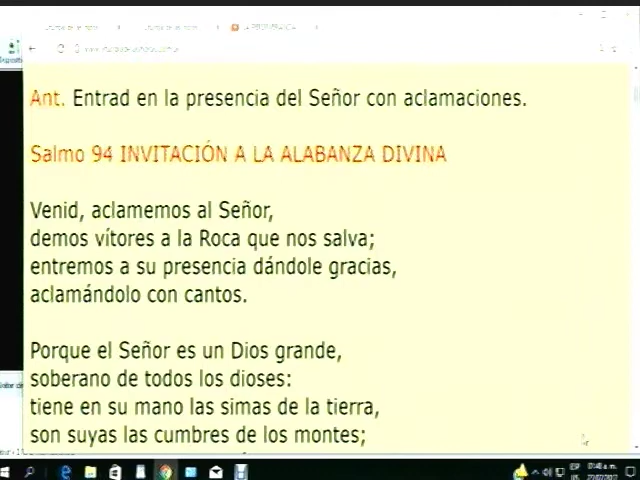 Ant. Entrad en la presencia del Señor con aclamaciones.
Salmo 94 INVITACIÓN A LA ALABANZA DIVINA
Venid, aclamemos al Señor,
demos vítores a la Roca que nos salva;
entremos a su presencia dándole gracias,
aclamándolo con cantos.
Porque el Señor es un Dios grande,
soberano de todos los dioses:
tiene en su mano las simas de la tierra,
son suyas las cumbres de los montes;
ESP